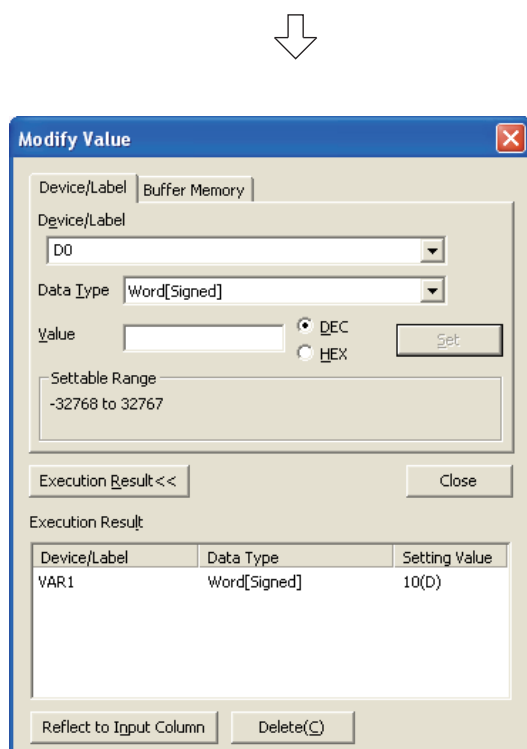 Modify Value
Device/Label Buffer Memory
Device/Label
D0
Data Type Word[Signed]
Value DEC Set
HEX
Settable Range
-32768 to 32767
Execution Result<< Close
Execution Result
Device/Label Data Type Setting Value
VAR1 Word[Signed] 10(D)
Reflect to Input Column Delete(C)